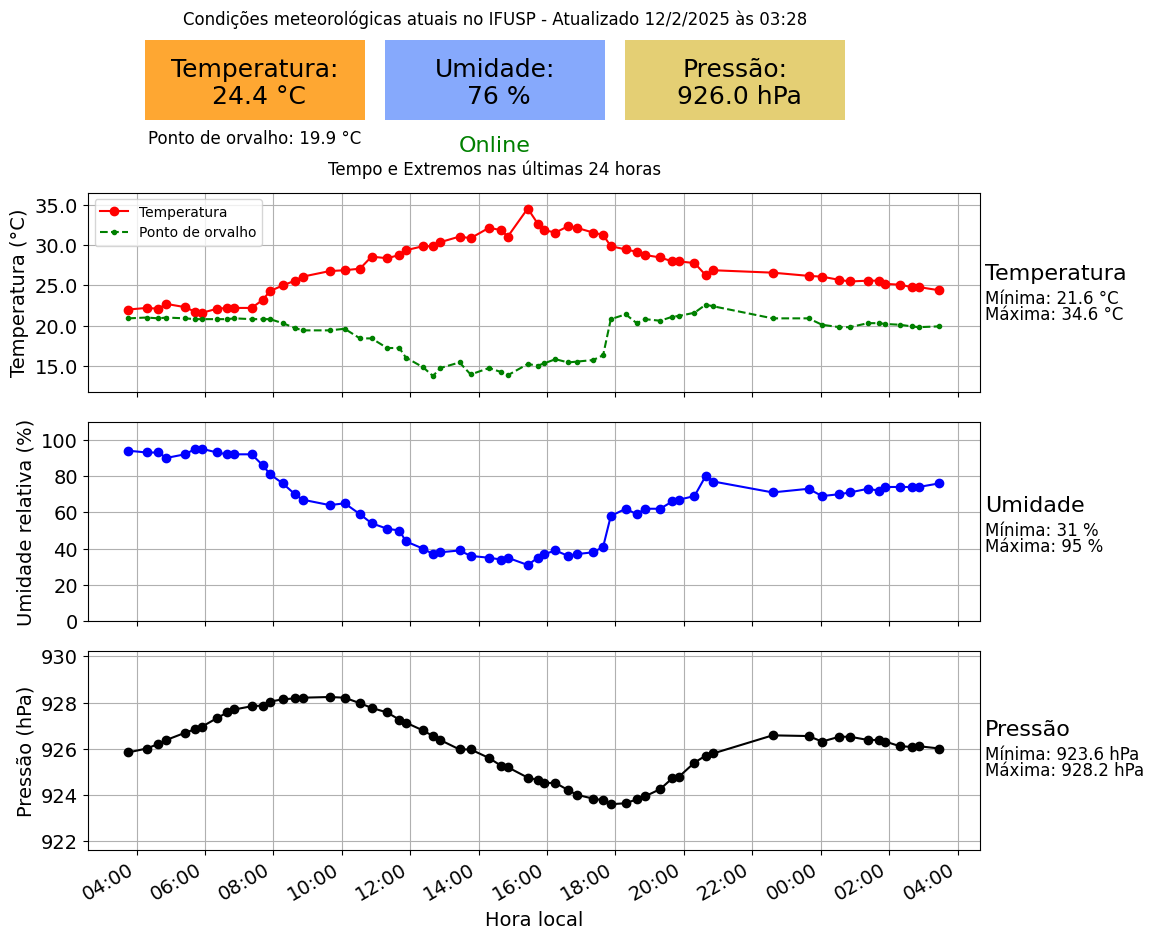 Condições meteorológicas atuais no IFUSP - Atualizado 12/2/2025 às 03:28
Temperatura:
24.4 °C
Umidade:
76 %
Pressão:
926.0 hPa
Ponto de orvalho: 19.9 °C
Online
Tempo e Extremos nas últimas 24 horas
Temperatura (°C)
35.0
30.0
25.0
20.0
15.0
Temperatura
Ponto de orvalho
Temperatura
Mínima: 21.6 °C
Máxima: 34.6 °C
Umidade relativa (%)
100
80
60
40
20
0
Umidade
Mínima: 31 %
Máxima: 95 %
Pressão (hPa)
930
928
926
924
922
Pressão
Mínima: 923.6 hPa
Máxima: 928.2 hPa
04:00 06:00 08:00 10:00 12:00 14:00 16:00 18:00 20:00 22:00 00:00 02:00 04:00
Hora local